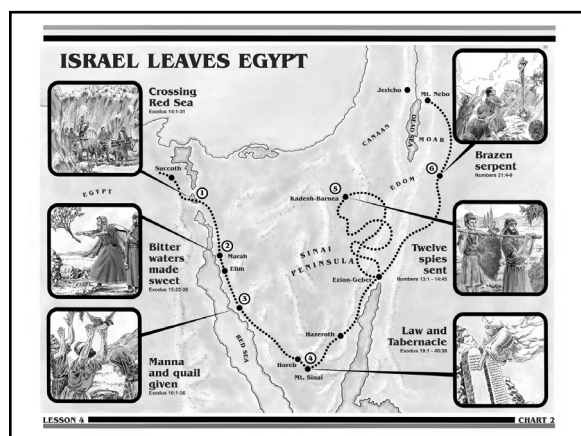 ISRAEL LEAVES EGYPT
Crossing
Red Sea
Exodus 14:1-31
Succoth
EGYPT
1
Bitter
waters
made
sweet
Exodus 15:22-26
2
Marah
Elim
3
Manna
and quail
given
Exodus 16:1-36
RED SEA
Horeb
4
Mt. Sinai
Hazeroth
SINAI
PENINSULA
Ezion-Geber
5
Kadesh-Barnea
Jericho
Mt. Nebo
DEAD SEA
CANAAN
MOAB
EDOM
6
Brazen
serpent
Numbers 21:4-9
Twelve
spies
sent
Numbers 13:1 - 14:45
Law and
Tabernacle
Exodus 19:1 - 40:38
LESSON 4
CHART 2